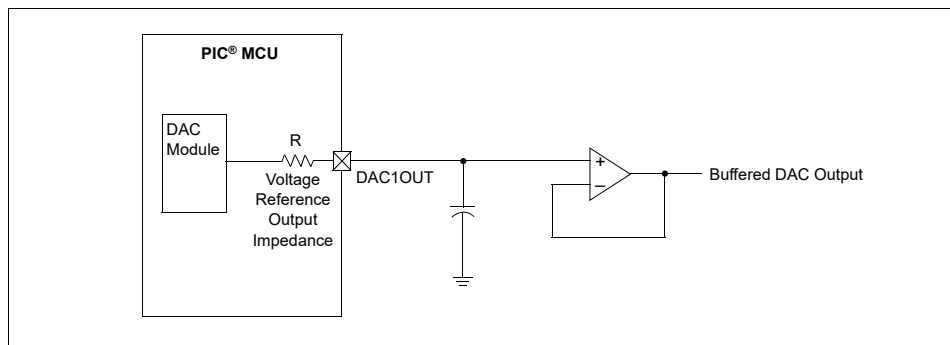 PIC® MCU
DAC
Module
R
Voltage
Reference
Output
Impedance
DAC1OUT
+
–
Buffered DAC Output